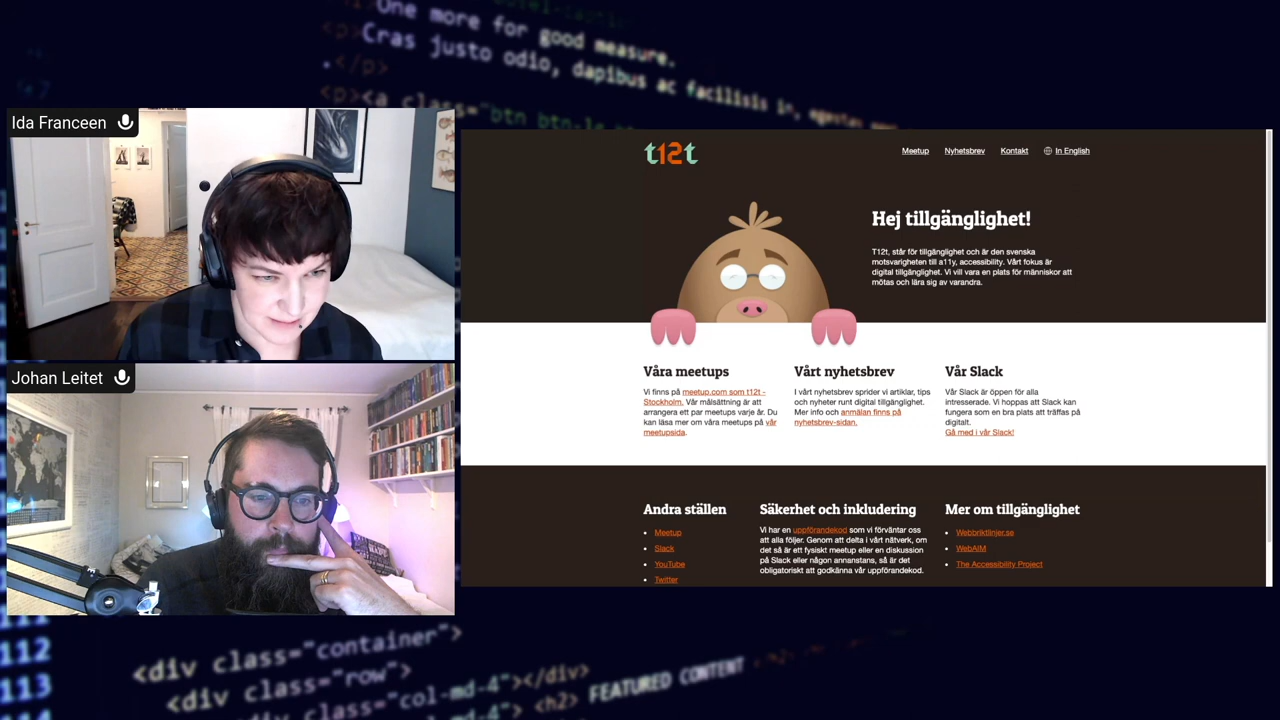 One more for good measure.
<p>Cras justo odio, dapibus ac facilisis in, egestas
.</p>
<p><a class="btn btn-
Ida Franceen
Johan Leitet
t12t
Meetup
Nyhetsbrev
Kontakt
In English
Hej tillgänglighet!
T12t, står för tillgänglighet och är den svenska
motsvarigheten till a11y, accessibility. Vårt fokus är
digital tillgänglighet. Vi vill vara en plats för människor att
mötas och lära sig av varandra.
Våra meetups
Vi finns på meetup.com som t12t -
Stockholm. Vår målsättning är att
arrangera ett par meetups varje år. Du
kan läsa mer om våra meetups på vår
meetupsida.
Vårt nyhetsbrev
I vårt nyhetsbrev sprider vi artiklar, tips
och nyheter runt digital tillgänglighet.
Mer info och anmälan finns på
nyhetsbrev-sidan.
Vår Slack
Vår Slack är öppen för alla
intresserade. Vi hoppas att Slack kan
fungera som en bra plats att träffas på
digitalt.
Gå med i vår Slack!
Andra ställen
Meetup
Slack
YouTube
Twitter
Säkerhet och inkludering
Vi har en uppförandekod som vi förväntar oss
att alla följer. Genom att delta i vårt nätverk, om
det så är ett fysiskt meetup eller en diskussion
på Slack eller någon annanstans, så är det
obligatoriskt att godkänna vår uppförandekod.
Mer om tillgänglighet
Webbriktlinjer.se
WebAIM
The Accessibility Project
111
112
113
<div class="container">
<div class="row">
<div class="col-md-4"></div>
<h2> FEATURED CONTENT